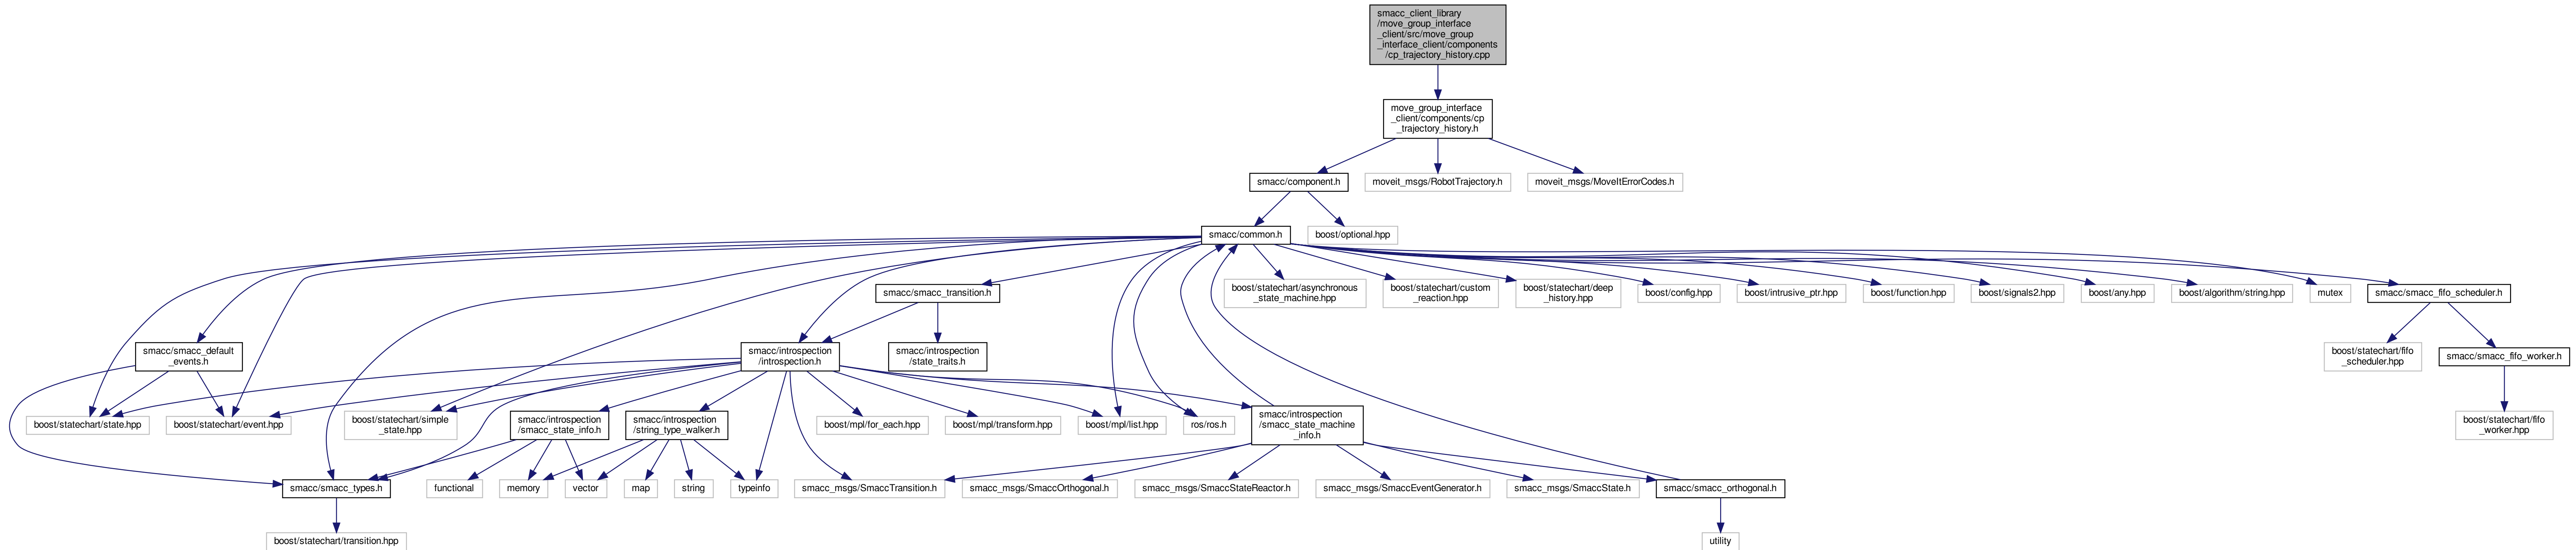 smacc_client_library
/move_group_interface
_client/src/move_group
_interface_client/components
/cp_trajectory_history.cpp
move_group_interface
_client/components/cp
_trajectory_history.h
smacc/component.h
moveit_msgs/RobotTrajectory.h
moveit_msgs/MoveItErrorCodes.h
smacc/common.h
boost/optional.hpp
smacc/smacc_transition.h
boost/statechart/asynchronous
_state_machine.hpp
boost/statechart/custom
_reaction.hpp
boost/statechart/deep
_history.hpp
boost/config.hpp
boost/intrusive_ptr.hpp
boost/function.hpp
boost/signals2.hpp
boost/any.hpp
boost/algorithm/string.hpp
mutex
smacc/smacc_fifo_scheduler.h
smacc/smacc_default
_events.h
smacc/introspection
/introspection.h
smacc/introspection
/state_traits.h
boost/statechart/fifo
_scheduler.hpp
smacc/smacc_fifo_worker.h
boost/statechart/state.hpp
boost/statechart/event.hpp
boost/statechart/simple
_state.hpp
smacc/introspection
/smacc_state_info.h
smacc/introspection
/string_type_walker.h
boost/mpl/for_each.hpp
boost/mpl/transform.hpp
boost/mpl/list.hpp
ros/ros.h
smacc/introspection
/smacc_state_machine
_info.h
boost/statechart/fifo
_worker.hpp
smacc/smacc_types.h
functional
memory
vector
map
string
typeinfo
smacc_msgs/SmaccTransition.h
smacc_msgs/SmaccOrthogonal.h
smacc_msgs/SmaccStateReactor.h
smacc_msgs/SmaccEventGenerator.h
smacc_msgs/SmaccState.h
smacc/smacc_orthogonal.h
boost/statechart/transition.hpp
utility